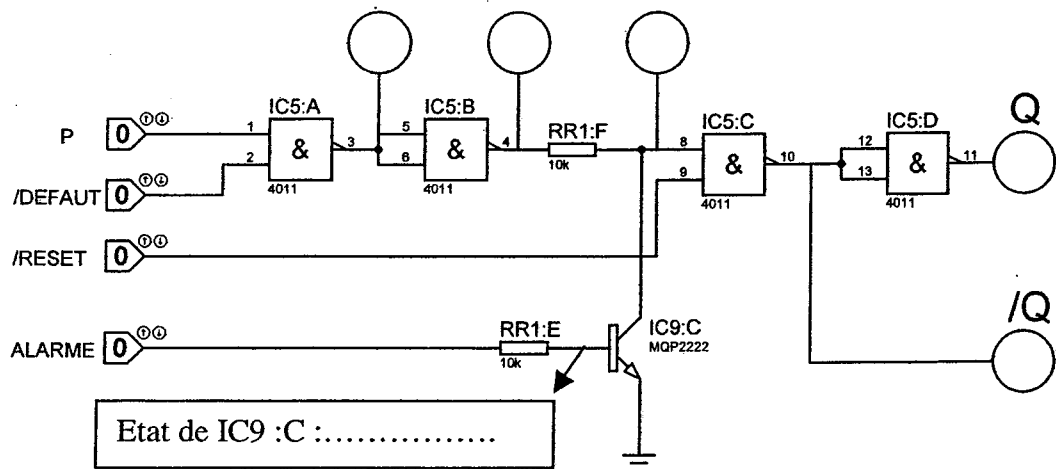 IC5:A
IC5:B
IC5:C
IC5:D
Q
P
0
1
2
3
&
4011
5
6
4
&
4011
RR1:F
10k
8
9
10
&
4011
12
13
11
&
4011
/DEFAUT
0
/RESET
0
/Q
ALARME
0
RR1:E
10k
IC9:C
MQP2222
Etat de IC9 :C :.................